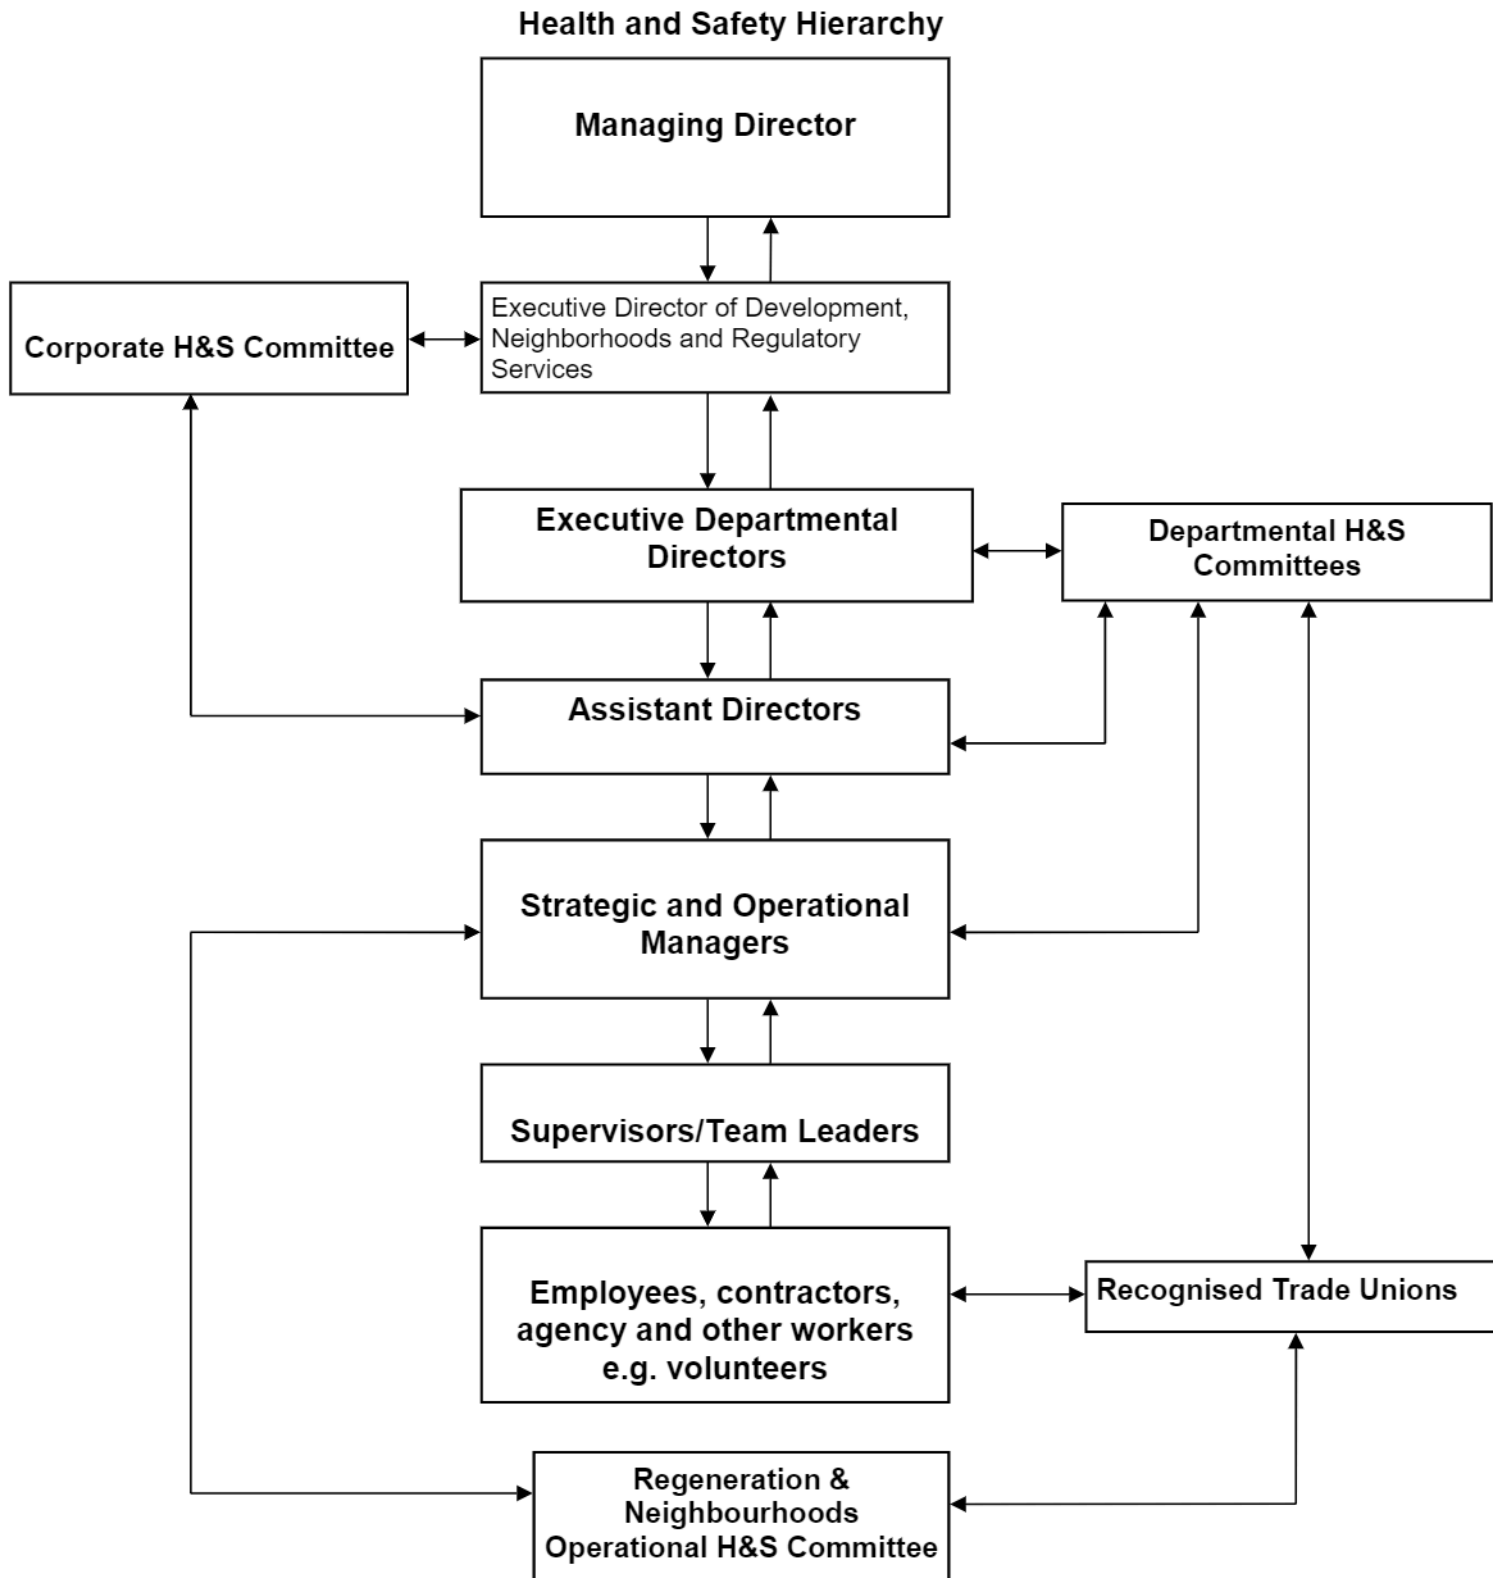 Health and Safety Hierarchy
Managing Director
Executive Director of Development,
Neighborhoods and Regulatory
Services
Corporate H&S Committee
Executive Departmental
Directors
Departmental H&S
Committees
Assistant Directors
Strategic and Operational
Managers
Supervisors/Team Leaders
Employees, contractors,
agency and other workers
e.g. volunteers
Recognised Trade Unions
Regeneration &
Neighbourhoods
Operational H&S Committee